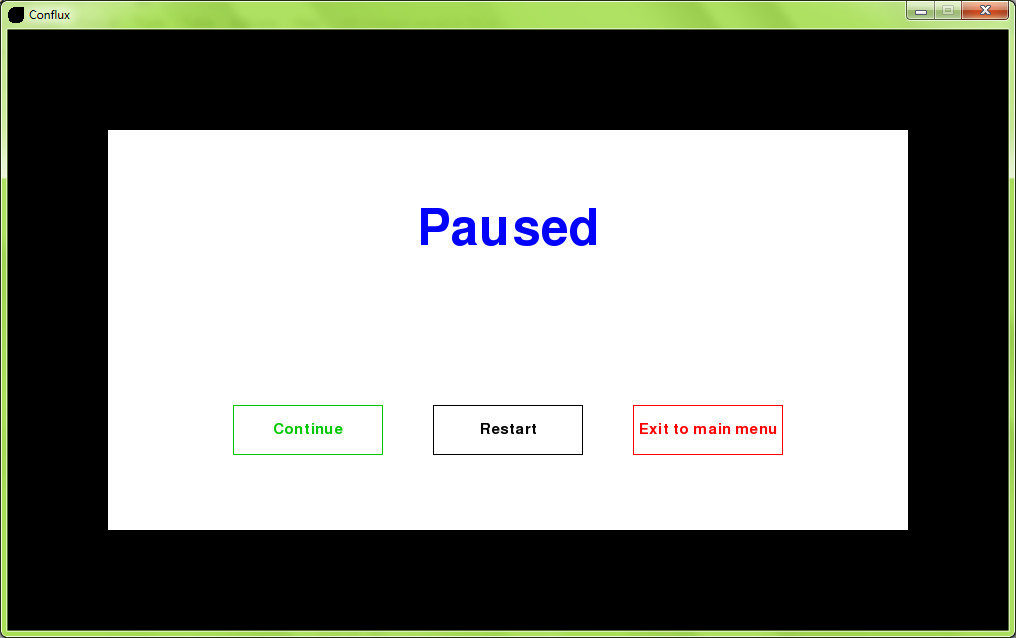 Conflux
Paused
Continue
Restart
Exit to main menu